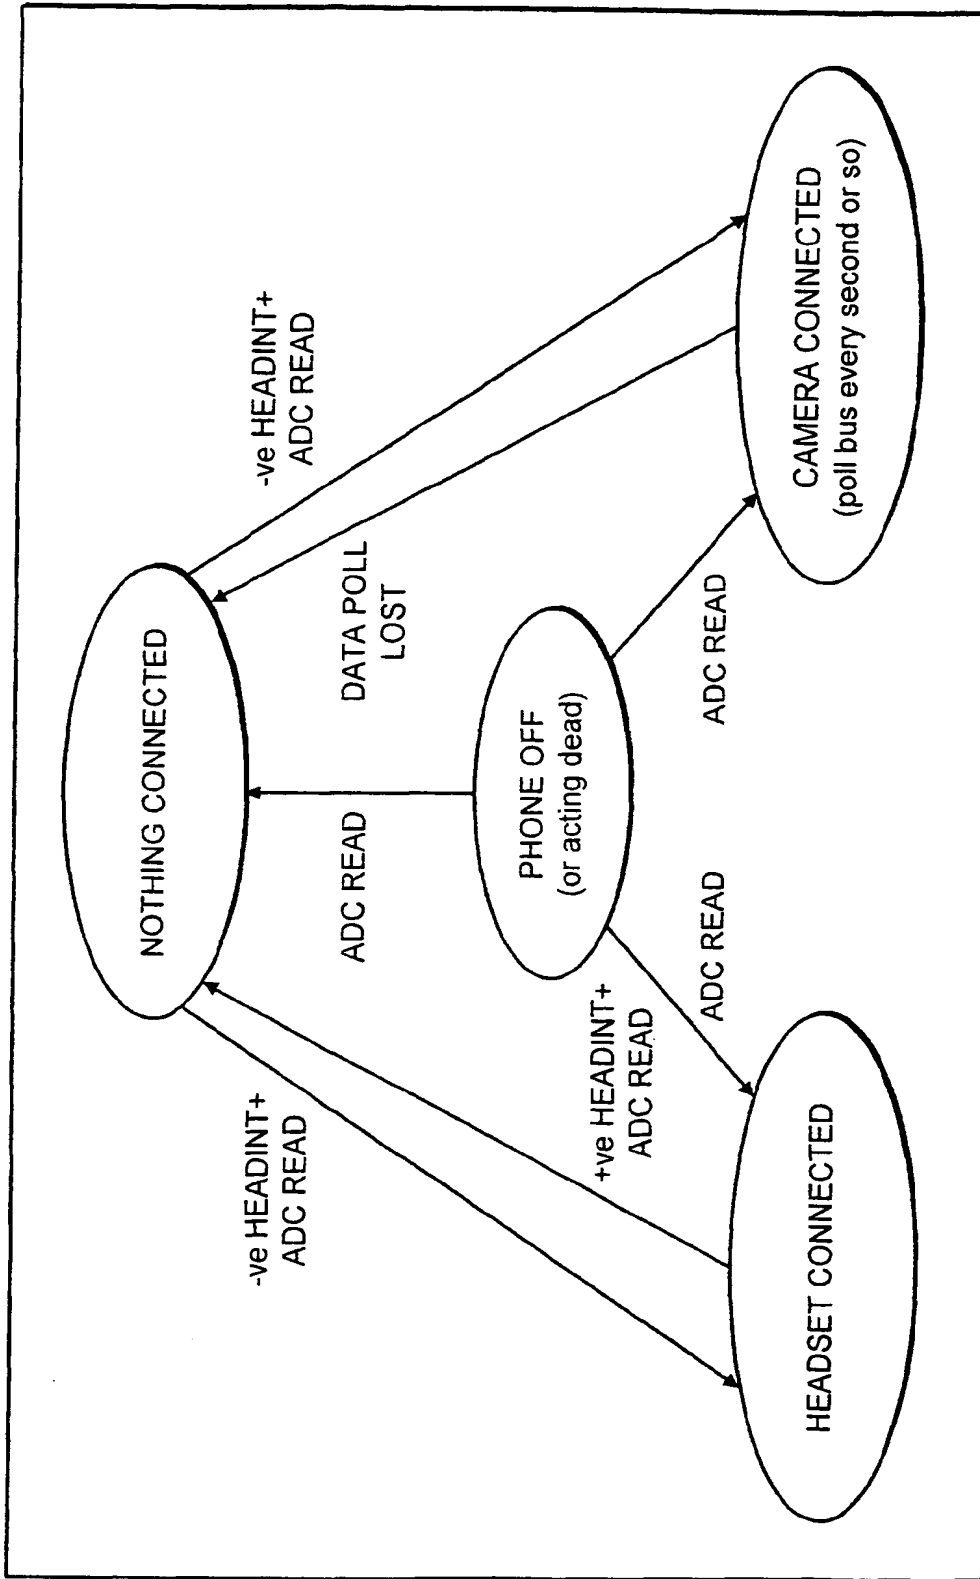 NOTHING CONNECTED
-ve HEADINT+
ADC READ
-ve HEADINT+
ADC READ
ADC READ
DATA POLL
LOST
PHONE OFF
(or acting dead)
+ve HEADINT+
ADC READ
ADC READ
ADC READ
HEADSET CONNECTED
CAMERA CONNECTED
(poll bus every second or so)